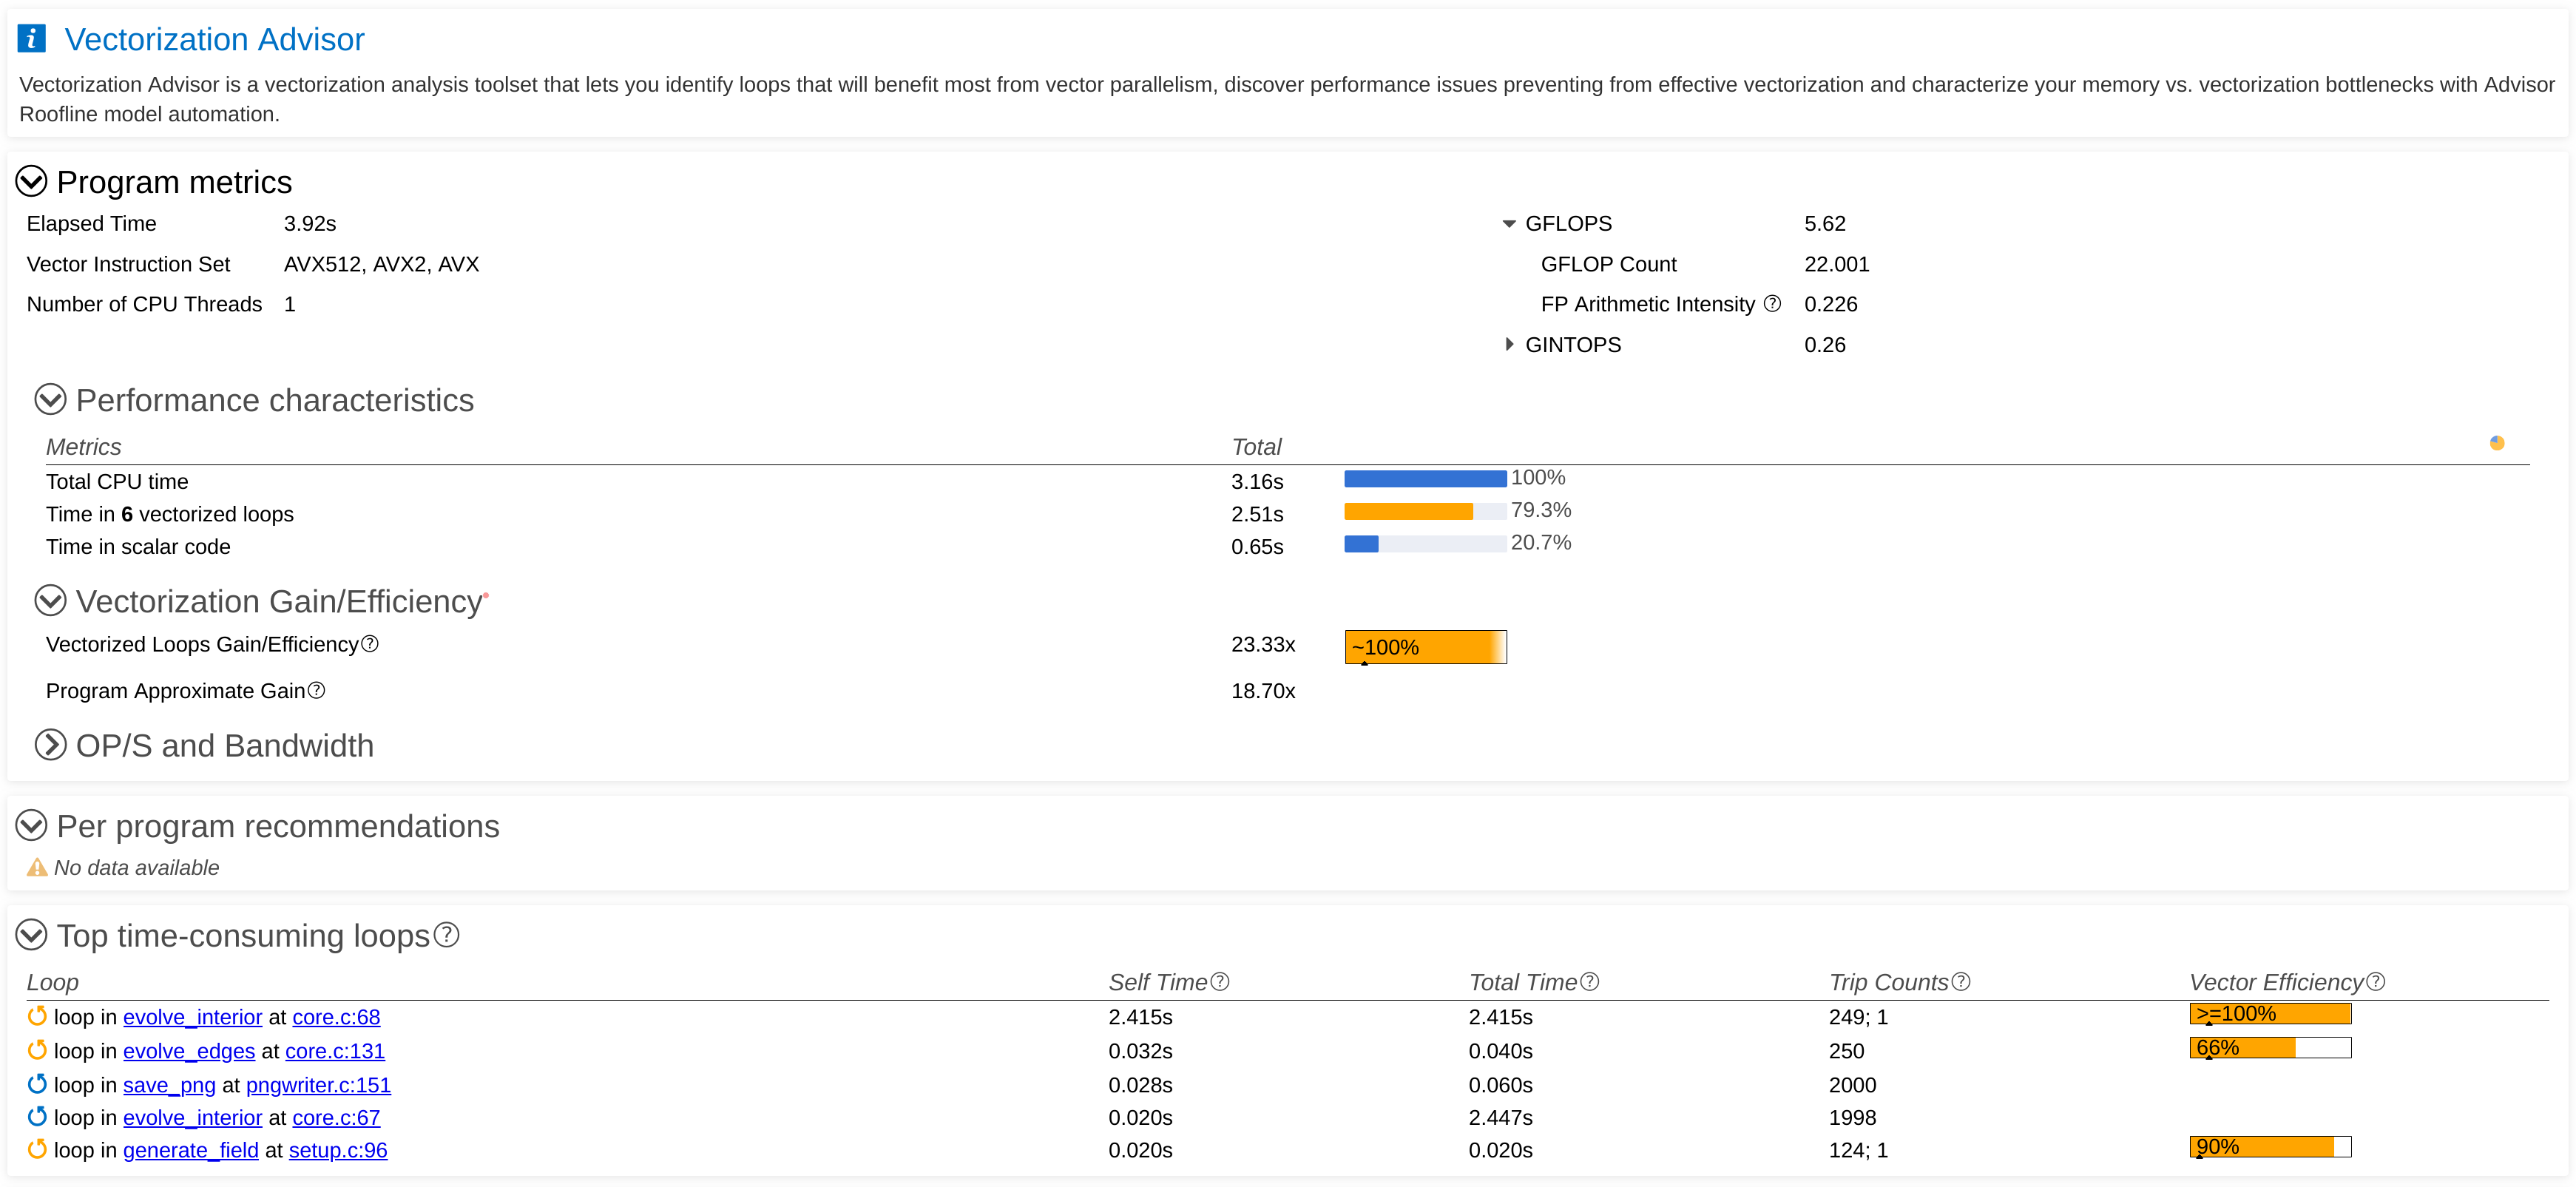 Vectorization Advisor
Vectorization Advisor is a vectorization analysis toolset that lets you identify loops that will benefit most from vector parallelism, discover performance issues preventing from effective vectorization and characterize your memory vs. vectorization bottlenecks with Advisor
Roofline model automation.
Program metrics
Elapsed Time 3.92s GFLOPS 5.62
Vector Instruction Set AVX512, AVX2, AVX GFLOP Count 22.001
Number of CPU Threads 1 FP Arithmetic Intensity ? 0.226
GINTOPS 0.26
Performance characteristics
Metrics Total
Total CPU time 3.16s 100%
Time in 6 vectorized loops 2.51s 79.3%
Time in scalar code 0.65s 20.7%
Vectorization Gain/Efficiency
Vectorized Loops Gain/Efficiency? 23.33x ~100%
Program Approximate Gain? 18.70x
OP/S and Bandwidth
Per program recommendations
No data available
Top time-consuming loops?
Loop Self Time? Total Time? Trip Counts? Vector Efficiency?
loop in evolve_interior at core.c:68 2.415s 2.415s 249; 1 >=100%
loop in evolve_edges at core.c:131 0.032s 0.040s 250 66%
loop in save_png at pngwriter.c:151 0.028s 0.060s 2000
loop in evolve_interior at core.c:67 0.020s 2.447s 1998
loop in generate_field at setup.c:96 0.020s 0.020s 124; 1 90%